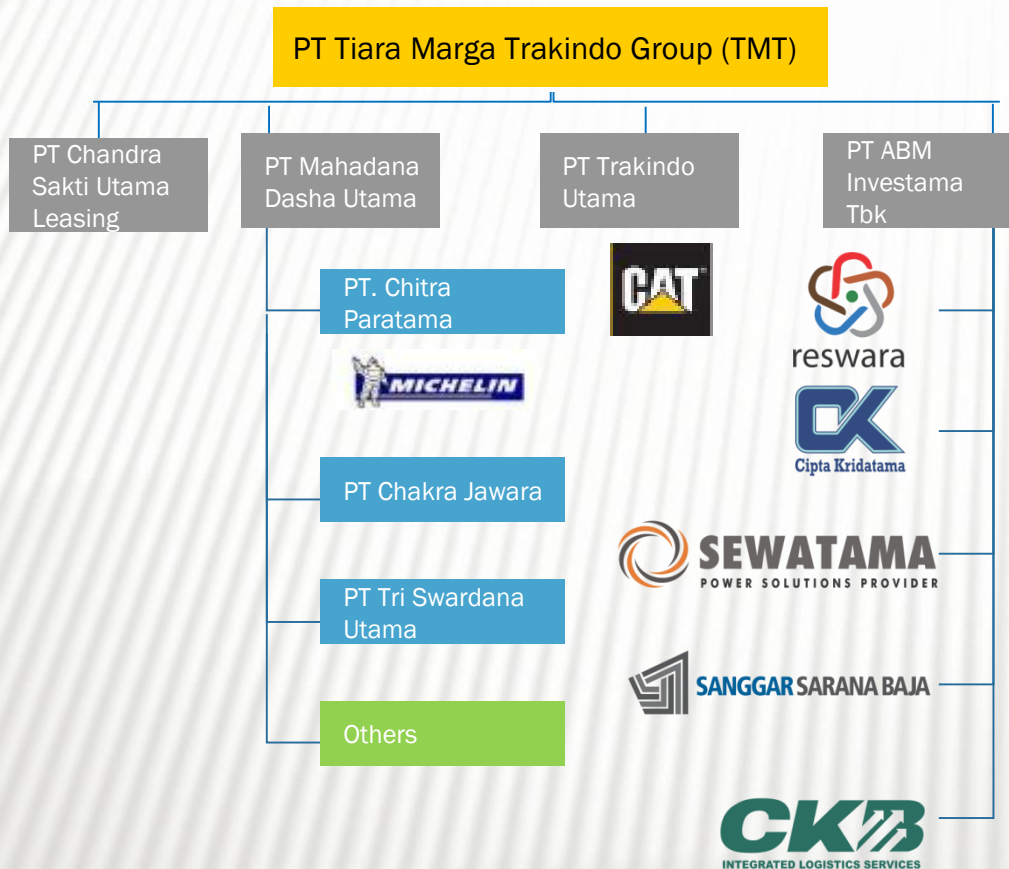 PT Tiara Marga Trakindo Group (TMT)
PT Chandra
Sakti Utama
Leasing
PT Mahadana
Dasha Utama
PT Trakindo
Utama
PT ABM
Investama
Tbk
PT. Chitra
Paratama
MICHELIN
PT Chakra Jawara
PT Tri Swardana
Utama
Others
CAT
reswara
CK
Cipta Kridatama
SEWATAMA
POWER SOLUTIONS PROVIDER
SANGGAR SARANA BAJA
CKB
INTEGRATED LOGISTICS SERVICES